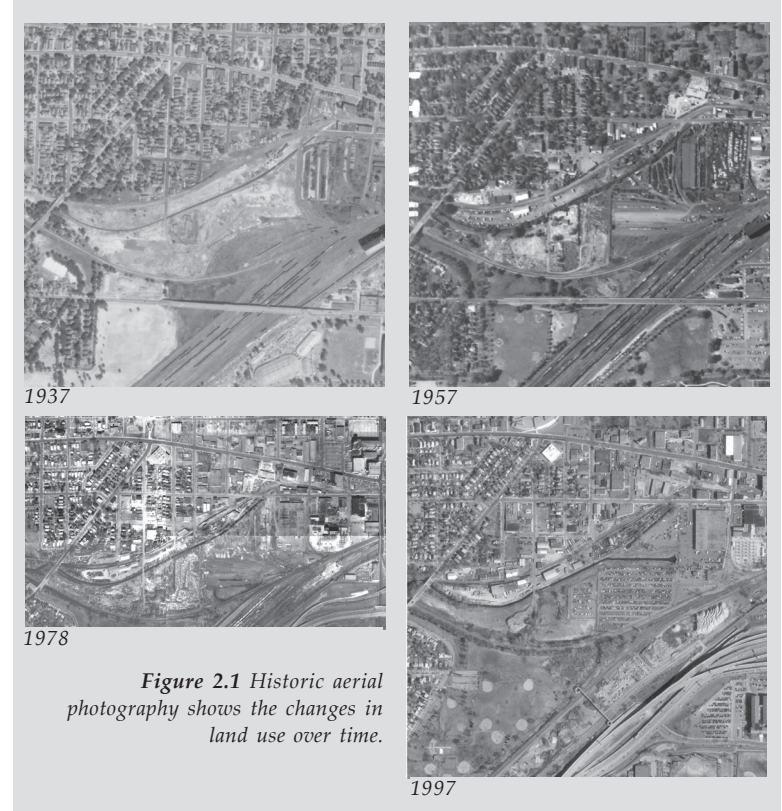 1937
1957
1978
1997
Figure 2.1 Historic aerial
photography shows the changes in
land use over time.